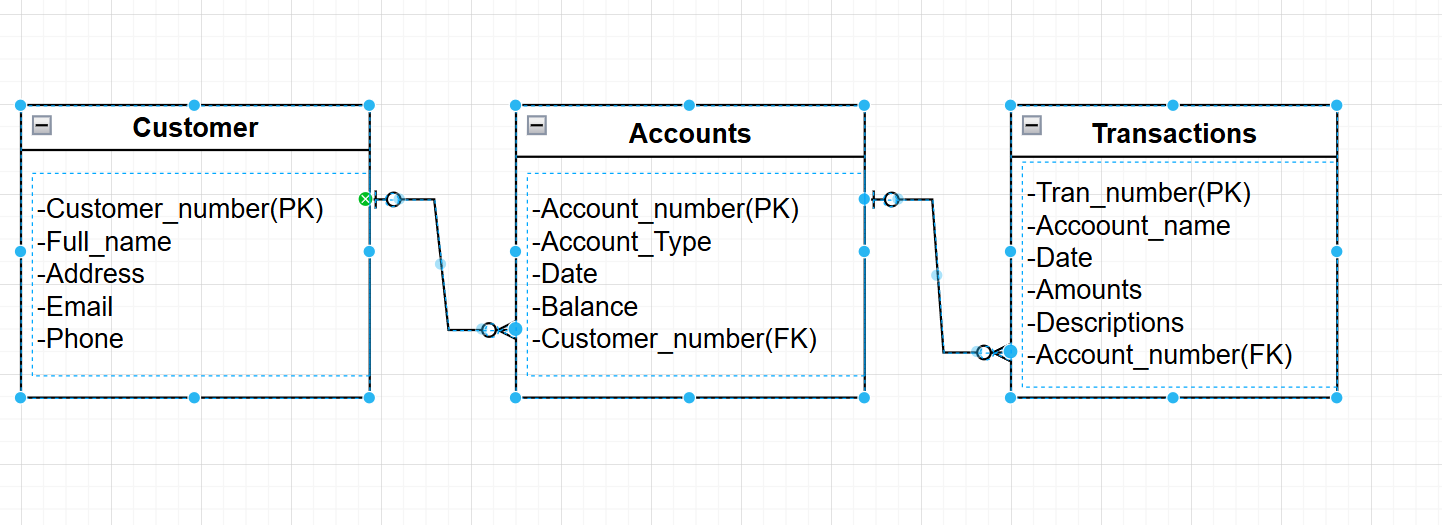 Customer
-Customer_number(PK)
-Full_name
-Address
-Email
-Phone
Accounts
-Account_number(PK)
-Account_Type
-Date
-Balance
-Customer_number(FK)
Transactions
-Tran_number(PK)
-Accoount_name
-Date
-Amounts
-Descriptions
-Account_number(FK)